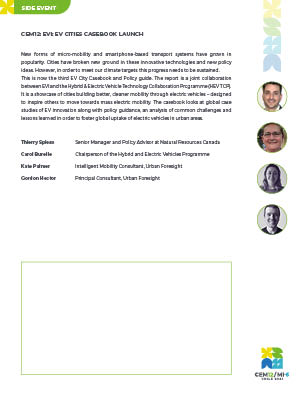 SIDE EVENT
CEM12: EVI: EV CITIES CASEBOOK LAUNCH
New forms of micro-mobility and smartphone-based transport systems have grown in
popularity. Cities have broken new ground in these innovative technologies and new policy
ideas. However, in order to meet our climate targets this progress needs to be sustained.
This is now the third EV City Casebook and Policy guide. The report is a joint collaboration
between EVI and the Hybrid & Electric Vehicle Technology Collaboration Programme (HEV TCP).
It is a showcase of cities building better, cleaner mobility through electric vehicles – designed
to inspire others to move towards mass electric mobility. The casebook looks at global case
studies of EV innovation along with policy guidance, an analysis of common challenges and
lessons learned in order to foster global uptake of electric vehicles in urban areas.
Thierry Spiess Senior Manager and Policy Advisor at Natural Resources Canada
Carol Burelle Chairperson of the Hybrid and Electric Vehicles Programme
Kate Palmer Intelligent Mobility Consultant, Urban Foresight
Gordon Hector Principal Consultant, Urban Foresight
CEM12/MI-6
CHILE 2021